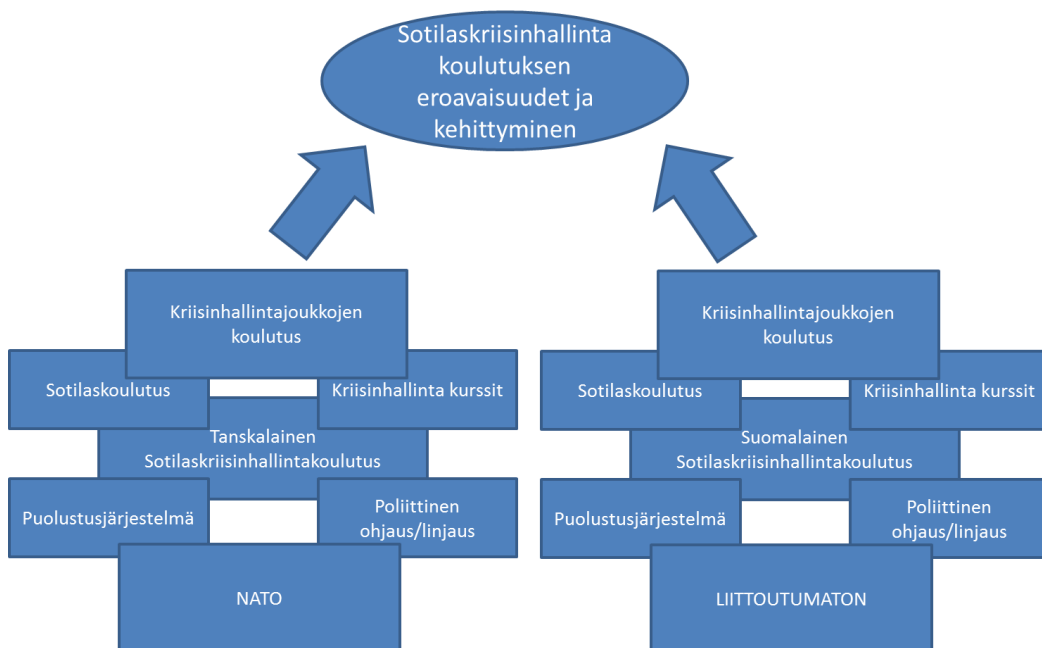 Sotilaskriisinhallinta
koulutuksen
eroavaisuudet ja
kehittyminen
Kriisinhallintajoukkojen
koulutus
Sotilaskoulutus
Kriisinhallinta kurssit
Tanskalainen
Sotilaskriisinhallintakoulutus
Puolustusjärjestelmä
Poliittinen
ohjaus/linjaus
NATO
Kriisinhallintajoukkojen
koulutus
Sotilaskoulutus
Kriisinhallinta kurssit
Suomalainen
Sotilaskriisinhallintakoulutus
Puolustusjärjestelmä
Poliittinen
ohjaus/linjaus
LIITTOUTUMATON